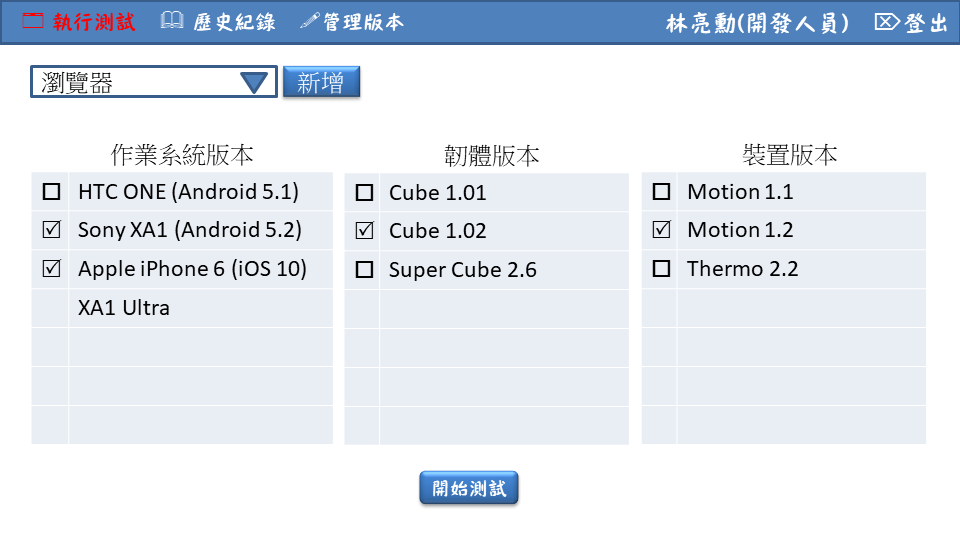 執行測試 歷史紀錄 管理版本 林亮勳(開發人員) 登出
瀏覽器 新增
作業系統版本 韌體版本 裝置版本
HTC ONE (Android 5.1) Cube 1.01 Motion 1.1
Sony XA1 (Android 5.2) Cube 1.02 Motion 1.2
Apple iPhone 6 (iOS 10) Super Cube 2.6 Thermo 2.2
XA1 Ultra
開始測試